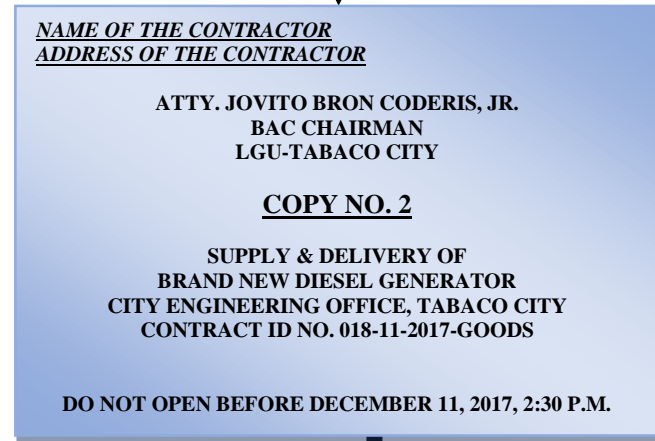 NAME OF THE CONTRACTOR
ADDRESS OF THE CONTRACTOR
ATTY. JOVITO BRON CODERIS, JR.
BAC CHAIRMAN
LGU-TABACO CITY
COPY NO. 2
SUPPLY & DELIVERY OF
BRAND NEW DIESEL GENERATOR
CITY ENGINEERING OFFICE, TABACO CITY
CONTRACT ID NO. 018-11-2017-GOODS
DO NOT OPEN BEFORE DECEMBER 11, 2017, 2:30 P.M.